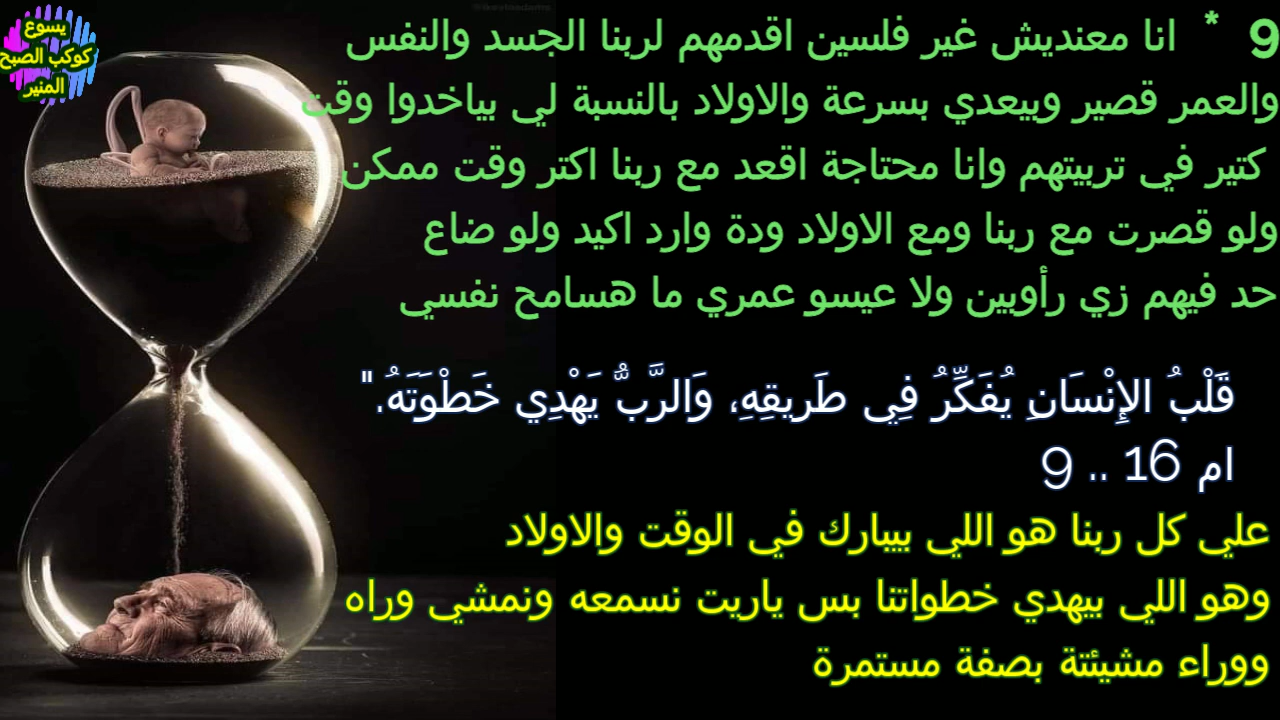 يسوع
كوكب الصبح
المنير
9 * انا معنديش غير فلسين اقدمهم لربنا الجسد والنفس
والعمر قصير وبيعدي بسرعة والاولاد بالنسبة لي بياخدوا وقت
كتير في تربيتهم وانا محتاجة اقعد مع ربنا اكتر وقت ممكن
ولو قصرت مع ربنا ومع الاولاد ودة وارد اكيد ولو ضاع
حد فيهم زي رأوبين ولا عيسو عمري ما هسامح نفسي
قَلْبُ الإِنْسَانِ يُفَكِّرُ فِي طَرِيقِهِ، وَالرَّبُّ يَهْدِي خَطْوَتَهُ."
ام 16 .. 9
علي كل ربنا هو اللي بيبارك في الوقت والاولاد
وهو اللي بيهدي خطواتنا بس ياريت نسمعه ونمشي وراه
ووراء مشيئتة بصفة مستمرة